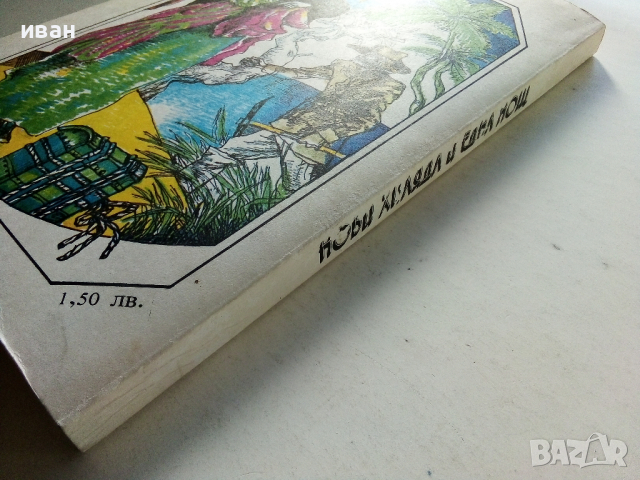 иван
НОВИ ХИЛЯДА И ЕДНА НОЩ
1,50 лв.
BAZAR